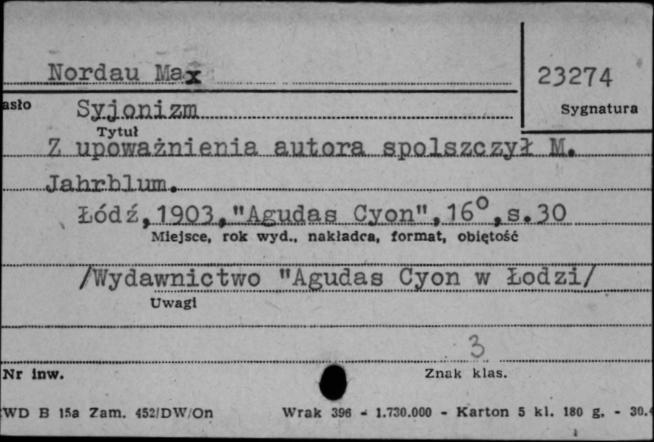 Nordau Max
23274
asło
Syjonizm
Sygnatura
Tytuł
Z upoważnienia autora spolszczył M.
Jahrblum.
Łódź, 1903, "Agudas Cyon", 16°, s. 30
Miejsce, rok wyd., nakładca, format, objętość
/Wydawnictwo "Agudas Cyon w Łodzi/
Uwagi
3
Nr inw.
Znak klas.
WD B 15a Zam. 452/DW/On Wrak 396 - 1.730.000 - Karton 5 kl. 180 g. - 30.4